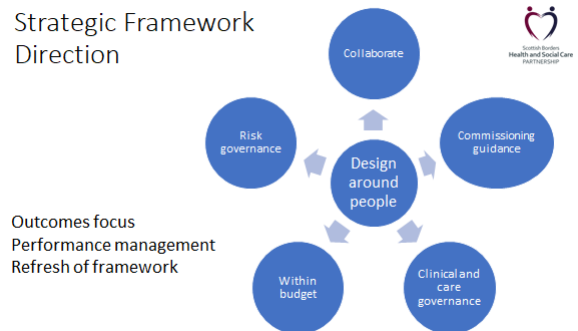 Strategic Framework
Direction
Scottish Borders
Health and Social Care
PARTNERSHIP
Collaborate
Risk
governance
Commissioning
guidance
Design
around
people
Outcomes focus
Performance management
Refresh of framework
Within
budget
Clinical and
care
governance